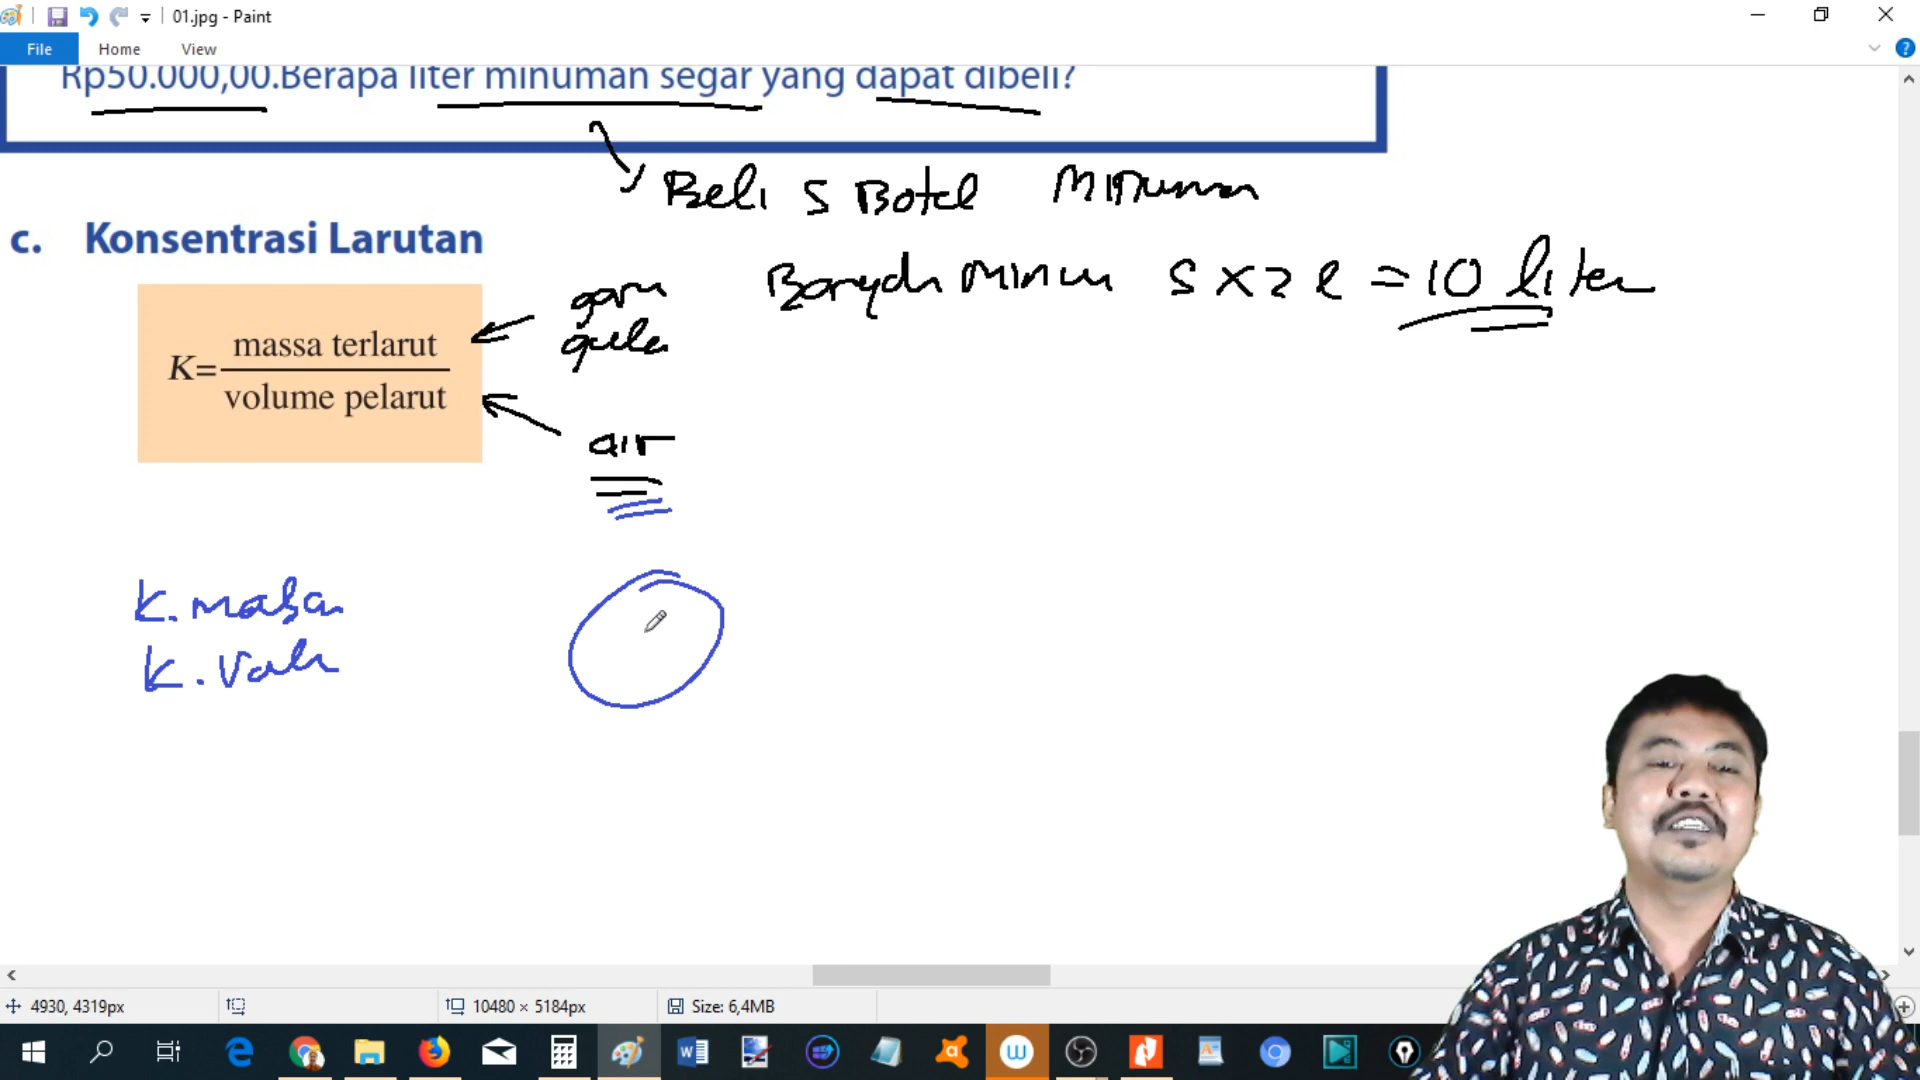 01.jpg - Paint
File Home View
Rp50.000,00.Berapa liter minuman segar yang dapat dibeli?
Beli 5 Botol Minuman
c. Konsentrasi Larutan
Minum 5 x 2 l = 10 liter
garam
gula
K= massa terlarut
volume pelarut
air
K. masa
K. Vol
4930, 4319px
10480 × 5184px
Size: 6,4MB